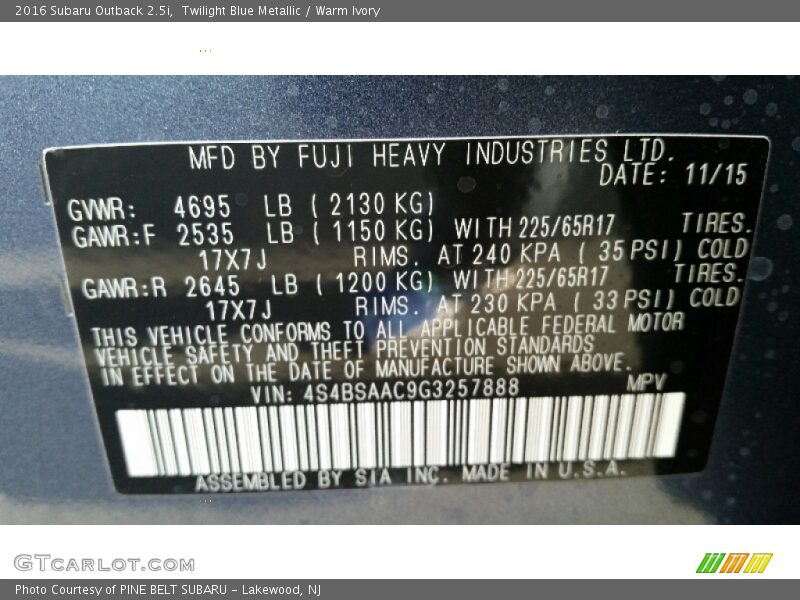 2016 Subaru Outback 2.5i,  Twilight Blue Metallic / Warm Ivory
MFD BY FUJI HEAVY INDUSTRIES LTD.
DATE: 11/15
GVWR: 4695 LB ( 2130 KG)
GAWR:F 2535 LB ( 1150 KG) WITH 225/65R17 TIRES.
17X7J RIMS. AT 240 KPA ( 35 PSI) COLD
GAWR:R 2645 LB ( 1200 KG) WITH 225/65R17 TIRES.
17X7J RIMS. AT 230 KPA ( 33 PSI) COLD
THIS VEHICLE CONFORMS TO ALL APPLICABLE FEDERAL MOTOR
VEHICLE SAFETY AND THEFT PREVENTION STANDARDS
IN EFFECT ON THE DATE OF MANUFACTURE SHOWN ABOVE.
VIN: 4S4BSAAC9G3257888 MPV
ASSEMBLED BY SIA INC. MADE IN U.S.A.
GTCarLot.com
Photo Courtesy of PINE BELT SUBARU - Lakewood, NJ